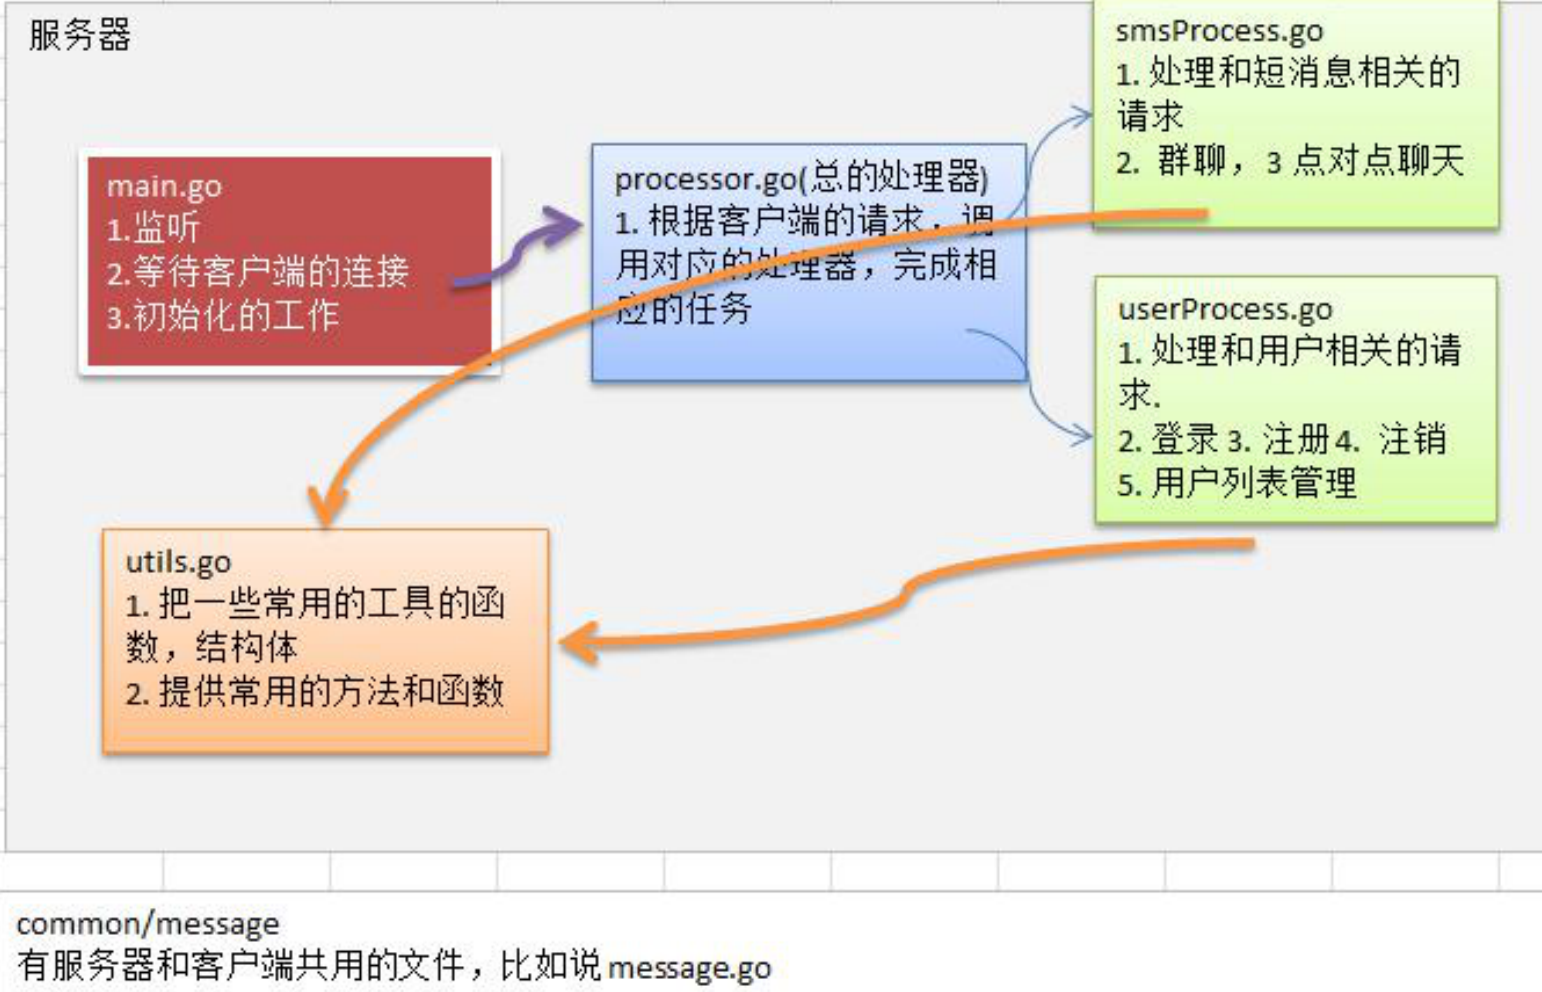 服务器
main.go
1.监听
2.等待客户端的连接
3.初始化的工作
processor.go(总的处理器)
1. 根据客户端的请求，调
用对应的处理器，完成相
应的任务
smsProcess.go
1. 处理和短消息相关的
请求
2. 群聊，3 点对点聊天
userProcess.go
1. 处理和用户相关的请
求.
2. 登录 3. 注册 4. 注销
5. 用户列表管理
utils.go
1. 把一些常用的工具的函
数，结构体
2. 提供常用的方法和函数
common/message
有服务器和客户端共用的文件，比如说 message.go